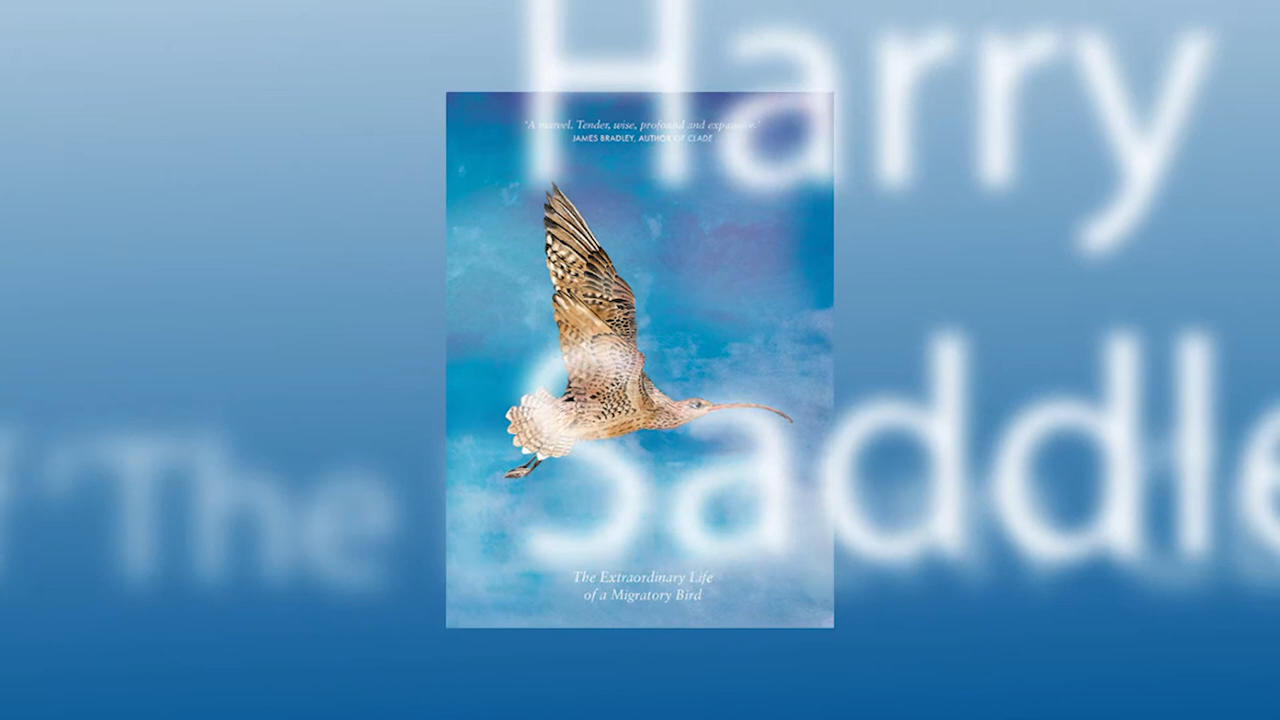 Harry
'A marvel. Tender, wise, profound and expansive.'
JAMES BRADLEY, AUTHOR OF CLADE
Saddle
The
The Extraordinary Life
of a Migratory Bird